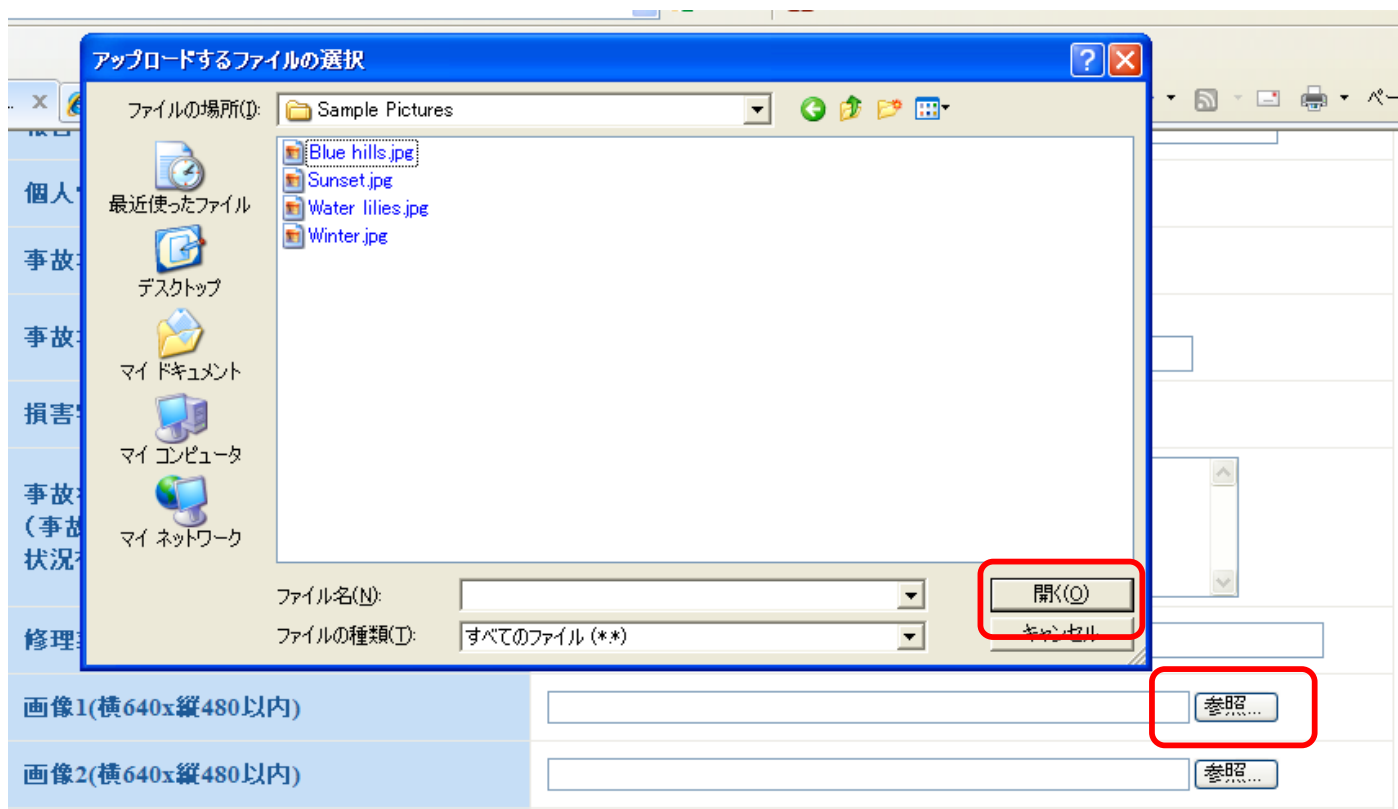 アップロードするファイルの選択
ファイルの場所(I):
Sample Pictures
ペー
Blue hills.jpg
Sunset.jpg
Water lilies.jpg
Winter.jpg
最近使ったファイル
デスクトップ
マイ ドキュメント
マイ コンピュータ
マイ ネットワーク
ファイル名(N):
開く(O)
ファイルの種類(T):
すべてのファイル (*.*)
キャンセル
個人
事故
事故
損害
事故
(事故
状況
修理
画像1(横640x縦480以内)
参照...
画像2(横640x縦480以内)
参照...